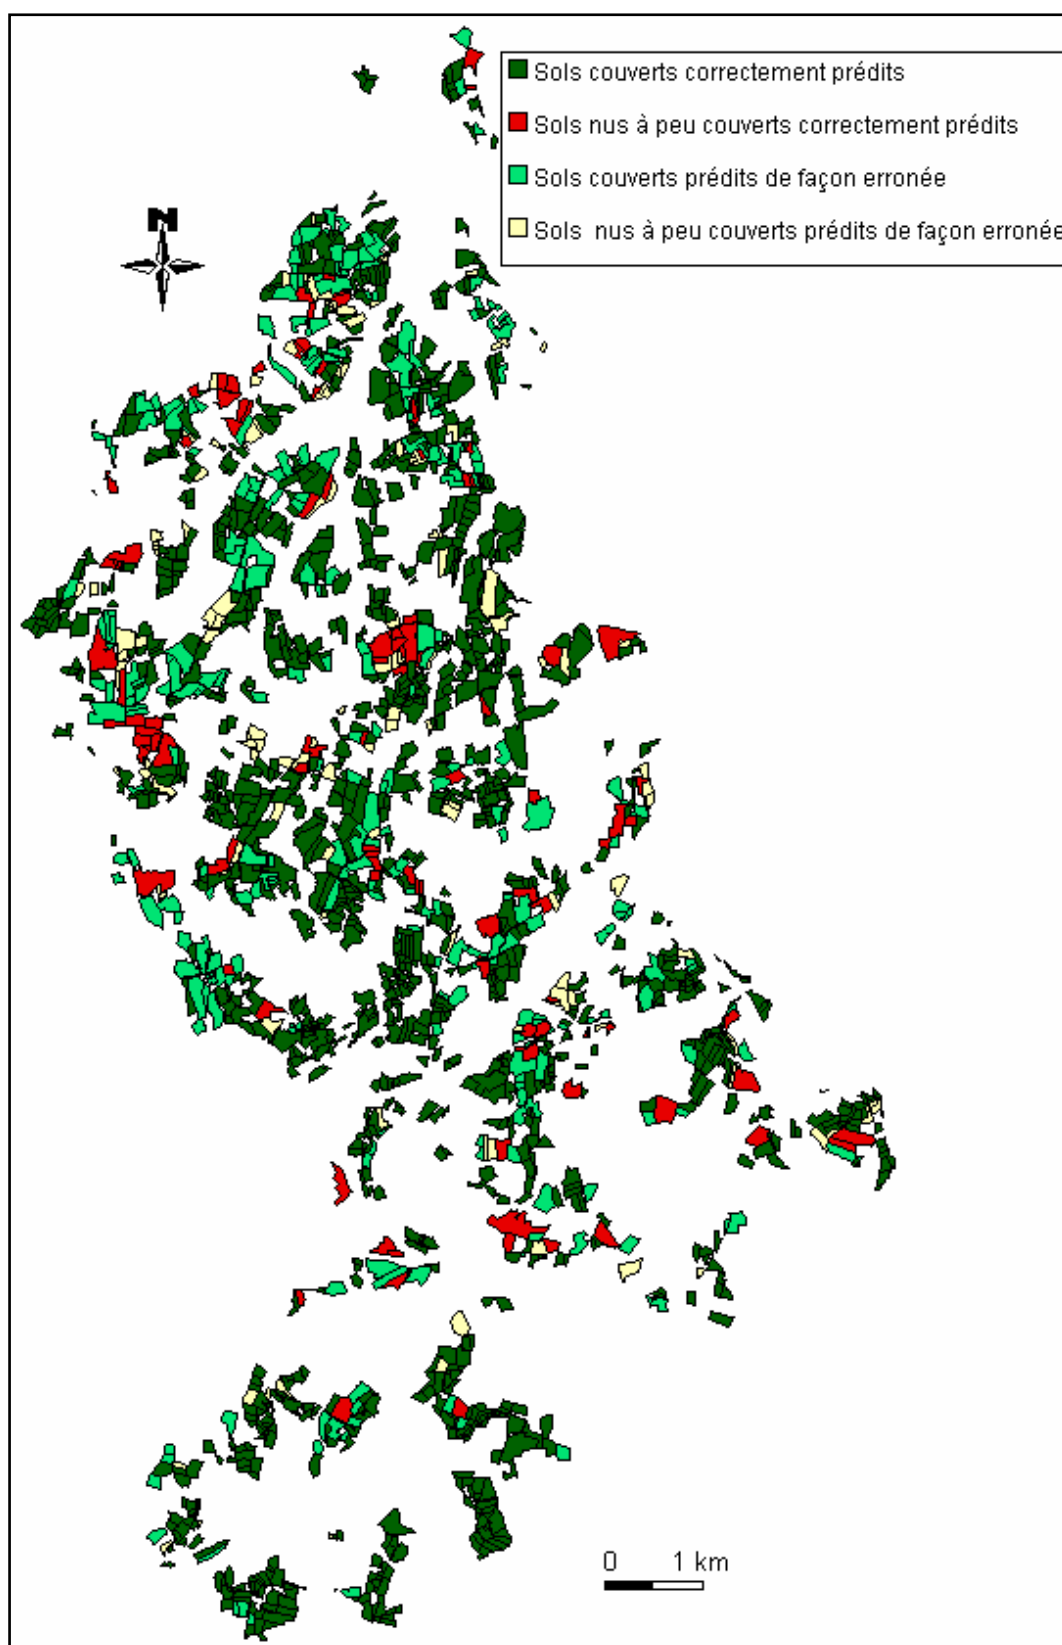 Sols couverts correctement prédits
Sols nus à peu couverts correctement prédits
Sols couverts prédits de façon erronée
Sols nus à peu couverts prédits de façon erronée
N
0 1 km